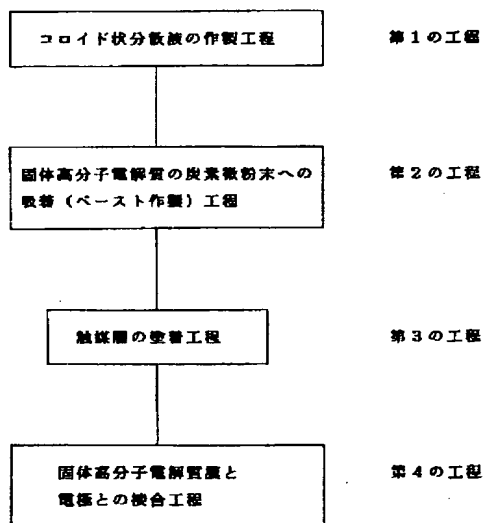 コロイド状分散液の作製工程
第1の工程
固体高分子電解質の炭素微粉末への
吸着（ペースト作製）工程
第2の工程
触媒層の塗着工程
第3の工程
固体高分子電解質膜と
電極との接合工程
第4の工程